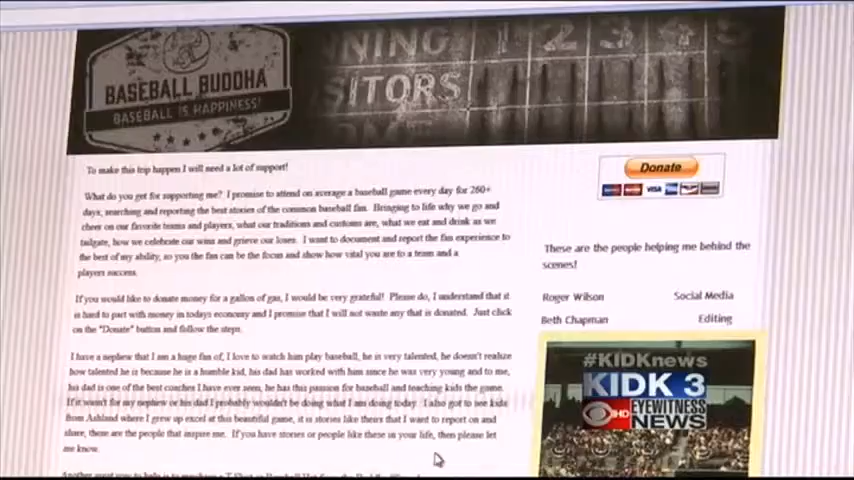 BASEBALL BUDDHA
BASEBALL IS HAPPINESS!
NNING 1 2 3 4 5
SITORS
To make this trip happen I will need a lot of support!
What do you get for supporting me? I promise to attend on average a baseball game every day for 260+
days, searching and reporting the best stories of the common baseball fan. Bringing to life why we go and
cheer on our favorite teams and players, what our traditions and customs are, what we eat and drink as we
tailgate, how we celebrate our wins and grieve our loses. I want to document and report the fan experience to
the best of my ability, so you the fan can be the focus and show how vital you are to a team and a
players success.
If you would like to donate money for a gallon of gas, I would be very grateful! Please do, I understand that it
is hard to part with money in todays economy and I promise that I will not waste any that is donated. Just click
on the "Donate" button and follow the steps.
I have a nephew that I am a huge fan of, I love to watch him play baseball, he is very talented, he doesn't realize
how talented he is because he is a humble kid, his dad has worked with him since he was very young and to me,
his dad is one of the best coaches I have ever seen, he has this passion for baseball and teaching kids the game.
If it wasn't for my nephew or his dad I probably wouldn't be doing what I am doing today. I also got to see kids
from Ashland where I grew up excel at this beautiful game, it is stories like theirs that I want to report on and
share, these are the people that inspire me. If you have stories or people like these in your life, then please let
me know.
Donate
VISA
These are the people helping me behind the
scenes!
Roger Wilson Social Media
Beth Chapman Editing
#KIDKnews
KIDK 3
HD EYEWITNESS
NEWS